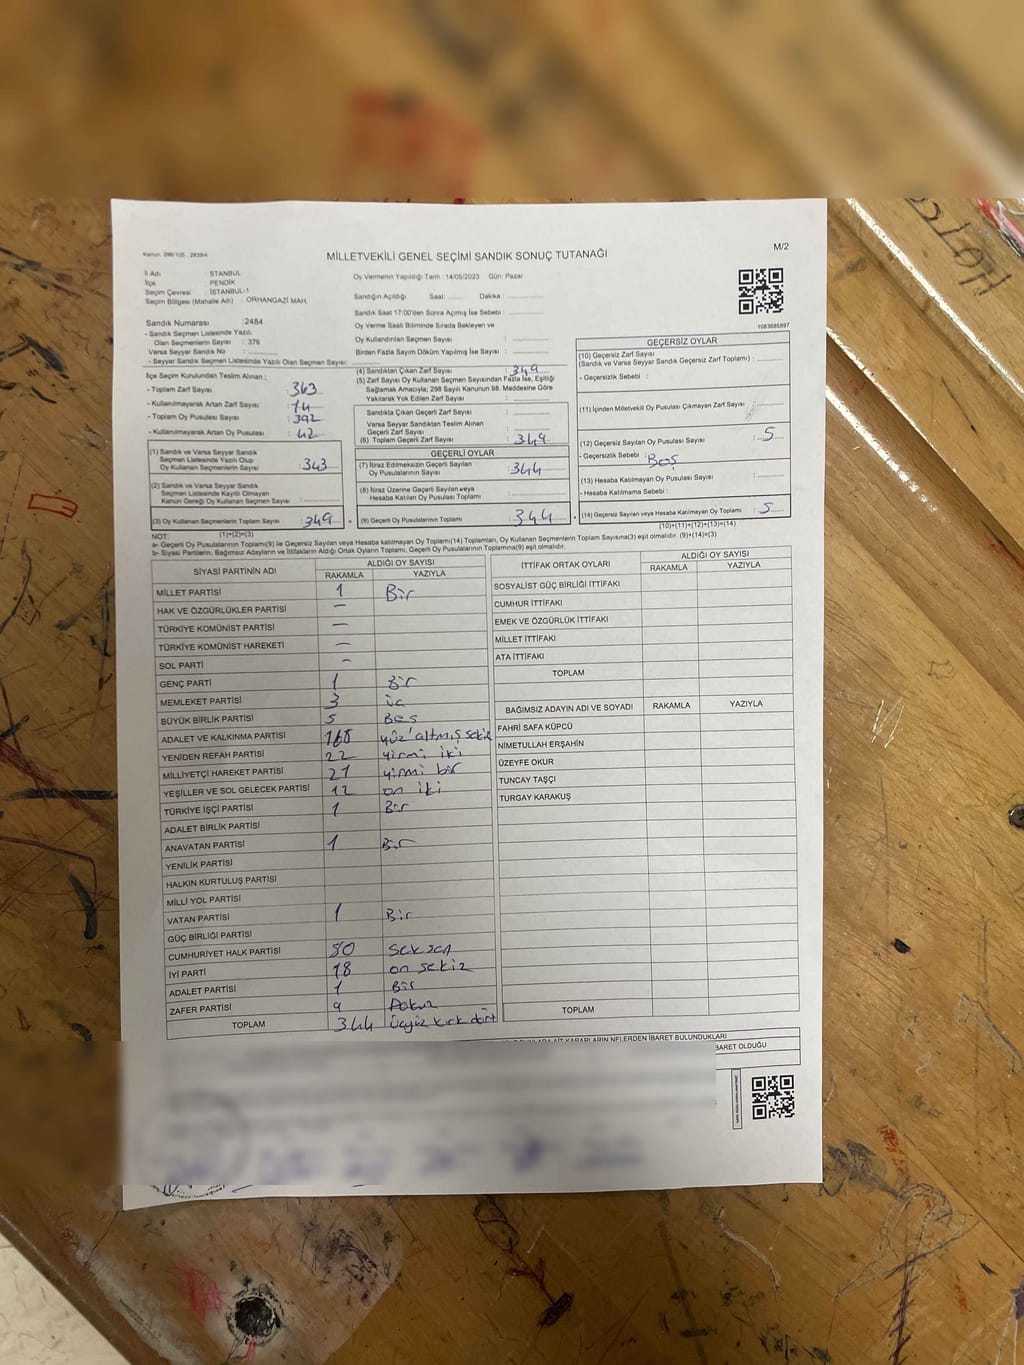 Kanun: 298/105 2839/4
M/2
MİLLETVEKİLİ GENEL SEÇİMİ SANDIK SONUÇ TUTANAĞI
İl Adı : İSTANBUL
İlçe : PENDİK
Seçim Çevresi : İSTANBUL-1
Seçim Bölgesi (Mahalle Adı) : ORHANGAZİ MAH.
Oy Vermenin Yapıldığı Tarih : 14/05/2023 Gün: Pazar
Sandığın Açıldığı Saat: Dakika :
Sandık Saat 17:00'den Sonra Açılmış İse Sebebi :
Oy Verme Saati Bitiminde Sırada Bekleyen ve
Oy Kullandırılan Seçmen Sayısı :
Birden Fazla Sayım Döküm Yapılmış İse Sayısı :
1083685897
Sandık Numarası : 2484
- Sandık Seçmen Listesinde Yazılı
Olan Seçmenlerin Sayısı : 378
Varsa Seyyar Sandık No :
- Seyyar Sandık Seçmen Listesinde Yazılı Olan Seçmen Sayısı:
İlçe Seçim Kurulundan Teslim Alınan ;
- Toplam Zarf Sayısı : 363
- Kullanılmayarak Artan Zarf Sayısı : 14
- Toplam Oy Pusulası Sayısı : 392
- Kullanılmayarak Artan Oy Pusulası : 42
(1) Sandık ve Varsa Seyyar Sandık
Seçmen Listesinde Yazılı Olup
Oy Kullanan Seçmenlerin Sayısı : 343
(2) Sandık ve Varsa Seyyar Sandık
Seçmen Listesinde Kayıtlı Olmayan
Kanun Gereği Oy Kullanan Seçmen Sayısı :
(3) Oy Kullanan Seçmenlerin Toplam Sayısı : 349
(1)+(2)=(3)
(4) Sandıktan Çıkan Zarf Sayısı : 349
(5) Zarf Sayısı Oy Kullanan Seçmen Sayısından Fazla İse, Eşitliği
Sağlamak Amacıyla; 298 Sayılı Kanunun 98. Maddesine Göre
Yakılarak Yok Edilen Zarf Sayısı :
Sandıkta Çıkan Geçerli Zarf Sayısı :
Varsa Seyyar Sandıktan Teslim Alınan
Geçerli Zarf Sayısı :
(6) Toplam Geçerli Zarf Sayısı : 349
GEÇERLİ OYLAR
(7) İtiraz Edilmeksizin Geçerli Sayılan
Oy Pusulalarının Sayısı : 344
(8) İtiraz Üzerine Geçerli Sayılan veya
Hesaba Katılan Oy Pusulası Toplamı :
= (9) Geçerli Oy Pusulalarının Toplamı : 344
GEÇERSİZ OYLAR
(10) Geçersiz Zarf Sayısı
(Sandık ve Varsa Seyyar Sandık Geçersiz Zarf Toplamı) :
- Geçersizlik Sebebi :
(11) İçinden Milletvekili Oy Pusulası Çıkmayan Zarf Sayısı :
(12) Geçersiz Sayılan Oy Pusulası Sayısı : 5
- Geçersizlik Sebebi : Boş
(13) Hesaba Katılmayan Oy Pusulası Sayısı :
- Hesaba Katılmama Sebebi :
+ (14) Geçersiz Sayılan veya Hesaba Katılmayan Oy Toplamı : 5
(10)+(11)+(12)+(13)=(14)
NOT:
a- Geçerli Oy Pusulalarının Toplamı(9) ile Geçersiz Sayılan veya Hesaba Katılmayan Oy Toplamı(14) Toplamları, Oy Kullanan Seçmenlerin Toplam Sayısına(3) eşit olmalıdır. (9)+(14)=(3)
b- Siyasi Partilerin, Bağımsız Adayların ve İttifakların Aldığı Ortak Oyların Toplamı, Geçerli Oy Pusulalarının Toplamına(9) eşit olmalıdır.
SİYASİ PARTİNİN ADI ALDIĞI OY SAYISI
RAKAMLA YAZIYLA
MİLLET PARTİSİ 1 Bir
HAK VE ÖZGÜRLÜKLER PARTİSİ –
TÜRKİYE KOMÜNİST PARTİSİ –
TÜRKİYE KOMÜNİST HAREKETİ –
SOL PARTİ –
GENÇ PARTİ 1 Bir
MEMLEKET PARTİSİ 3 üç
BÜYÜK BİRLİK PARTİSİ 5 Beş
ADALET VE KALKINMA PARTİSİ 168 yüz altmış sekiz
YENİDEN REFAH PARTİSİ 22 yirmi iki
MİLLİYETÇİ HAREKET PARTİSİ 21 yirmi bir
YEŞİLLER VE SOL GELECEK PARTİSİ 12 on iki
TÜRKİYE İŞÇİ PARTİSİ 1 Bir
ADALET BİRLİK PARTİSİ
ANAVATAN PARTİSİ 1 Bir
YENİLİK PARTİSİ
HALKIN KURTULUŞ PARTİSİ
MİLLİ YOL PARTİSİ
VATAN PARTİSİ 1 Bir
GÜÇ BİRLİĞİ PARTİSİ
CUMHURİYET HALK PARTİSİ 80 seksen
İYİ PARTİ 18 on sekiz
ADALET PARTİSİ 1 Bir
ZAFER PARTİSİ 9 Dokuz
TOPLAM 344 Üçyüz kırk dört
İTTİFAK ORTAK OYLARI ALDIĞI OY SAYISI
RAKAMLA YAZIYLA
SOSYALİST GÜÇ BİRLİĞİ İTTİFAKI
CUMHUR İTTİFAKI
EMEK VE ÖZGÜRLÜK İTTİFAKI
MİLLET İTTİFAKI
ATA İTTİFAKI
TOPLAM
BAĞIMSIZ ADAYIN ADI VE SOYADI RAKAMLA YAZIYLA
FAHRİ SAFA KÜPCÜ
NİMETULLAH ERŞAHİN
ÜZEYFE OKUR
TUNCAY TAŞÇI
TURGAY KARAKUŞ
TOPLAM
KARARLARIN NELERDEN İBARET BULUNDUKLARI
İBARET OLDUĞU